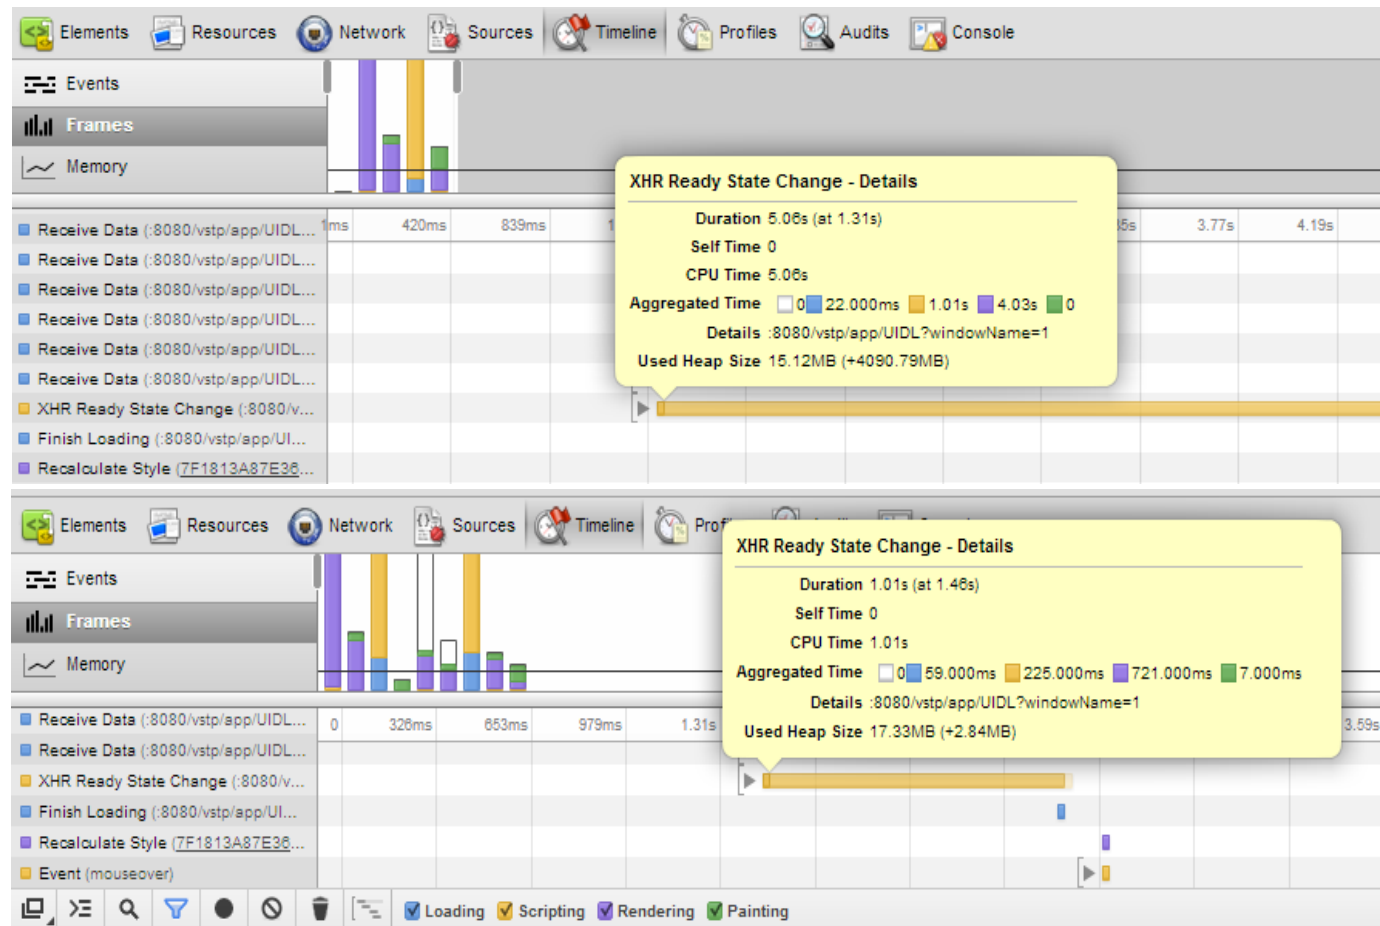 Elements Resources Network Sources Timeline Profiles Audits Console
Events
Frames
Memory
XHR Ready State Change - Details
Duration 5.06s (at 1.31s)
Self Time 0
CPU Time 5.06s
Aggregated Time 0 22.000ms 1.01s 4.03s 0
Details :8080/vstp/app/UIDL?windowName=1
Used Heap Size 15.12MB (+4090.79MB)
1ms 420ms 839ms 3.77s 4.19s
Receive Data (:8080/vstp/app/UIDL...
Receive Data (:8080/vstp/app/UIDL...
Receive Data (:8080/vstp/app/UIDL...
Receive Data (:8080/vstp/app/UIDL...
Receive Data (:8080/vstp/app/UIDL...
Receive Data (:8080/vstp/app/UIDL...
XHR Ready State Change (:8080/v...
Finish Loading (:8080/vstp/app/UI...
Recalculate Style (7F1813A87E36...
Elements Resources Network Sources Timeline
Events
Frames
Memory
XHR Ready State Change - Details
Duration 1.01s (at 1.46s)
Self Time 0
CPU Time 1.01s
Aggregated Time 0 59.000ms 225.000ms 721.000ms 7.000ms
Details :8080/vstp/app/UIDL?windowName=1
Used Heap Size 17.33MB (+2.84MB)
0 326ms 653ms 979ms 1.31s 3.59s
Receive Data (:8080/vstp/app/UIDL...
Receive Data (:8080/vstp/app/UIDL...
XHR Ready State Change (:8080/v...
Finish Loading (:8080/vstp/app/UI...
Recalculate Style (7F1813A87E36...
Event (mouseover)
Loading Scripting Rendering Painting